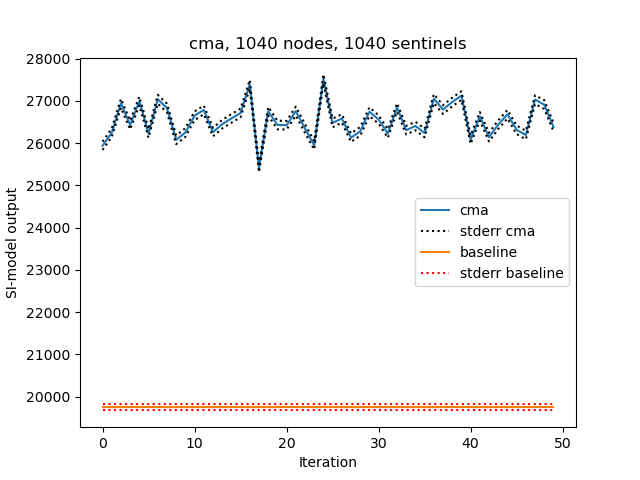 cma, 1040 nodes, 1040 sentinels
28000
27000
26000
25000
24000
23000
22000
21000
20000
SI-model output
cma
stderr cma
baseline
stderr baseline
0 10 20 30 40 50
Iteration